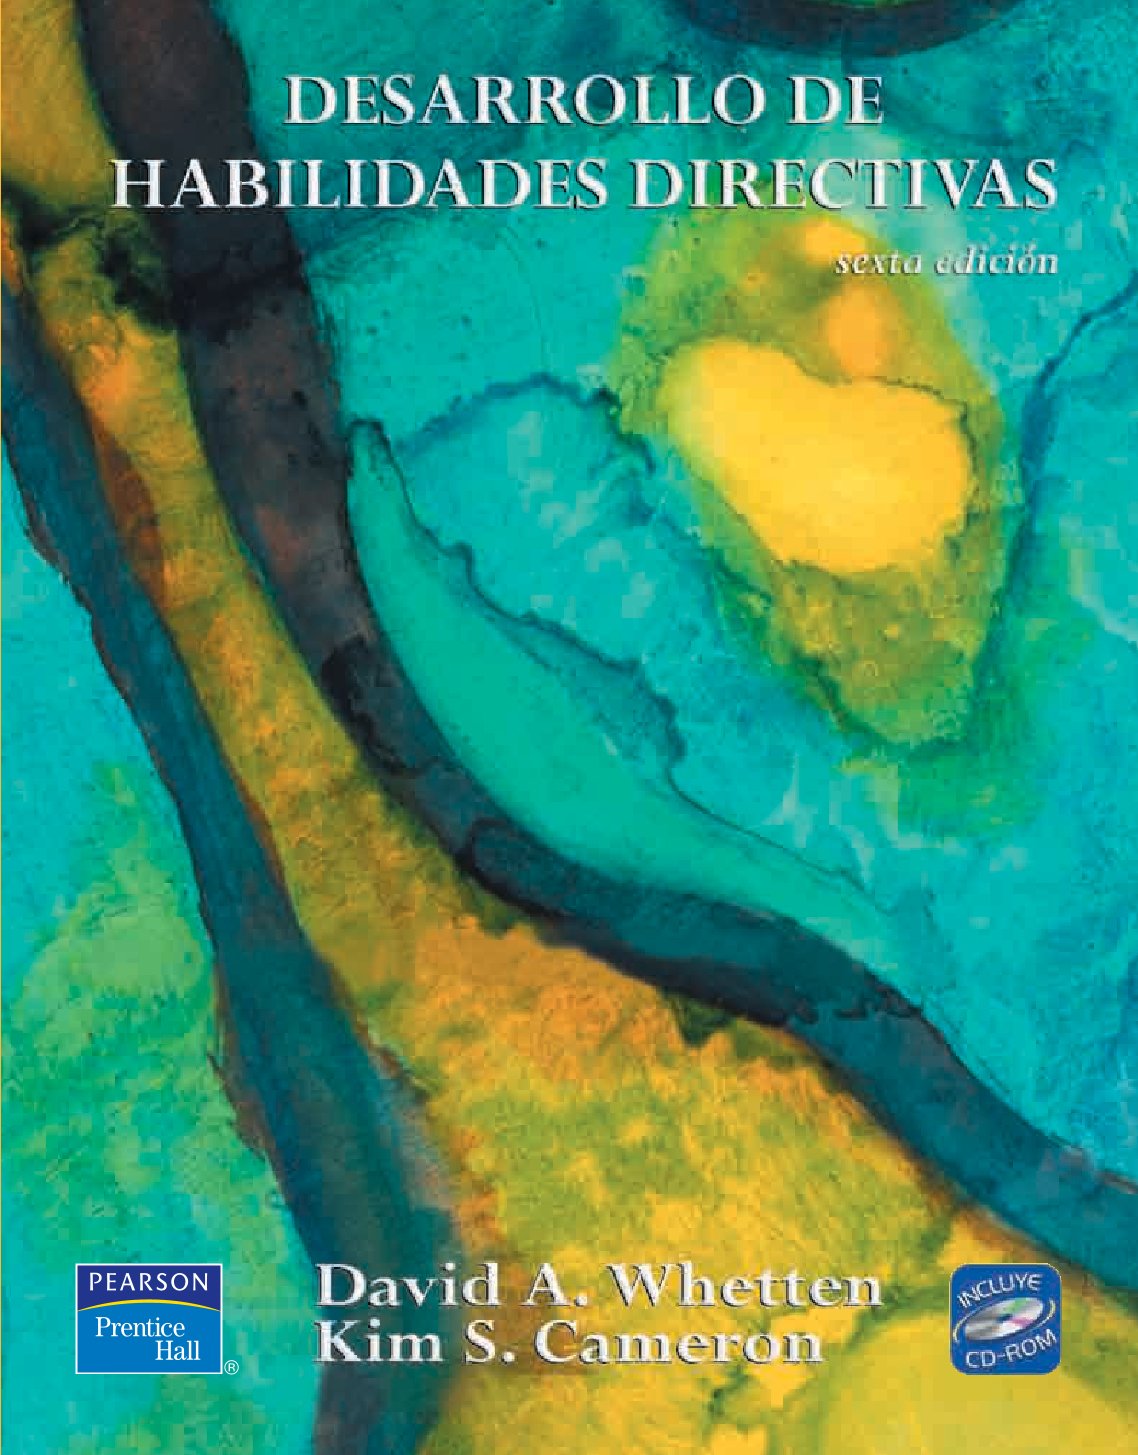 DESARROLLO DE
HABILIDADES DIRECTIVAS
sexta edición
David A. Whetten
Kim S. Cameron
PEARSON
Prentice
Hall
®
INCLUYE
CD-ROM